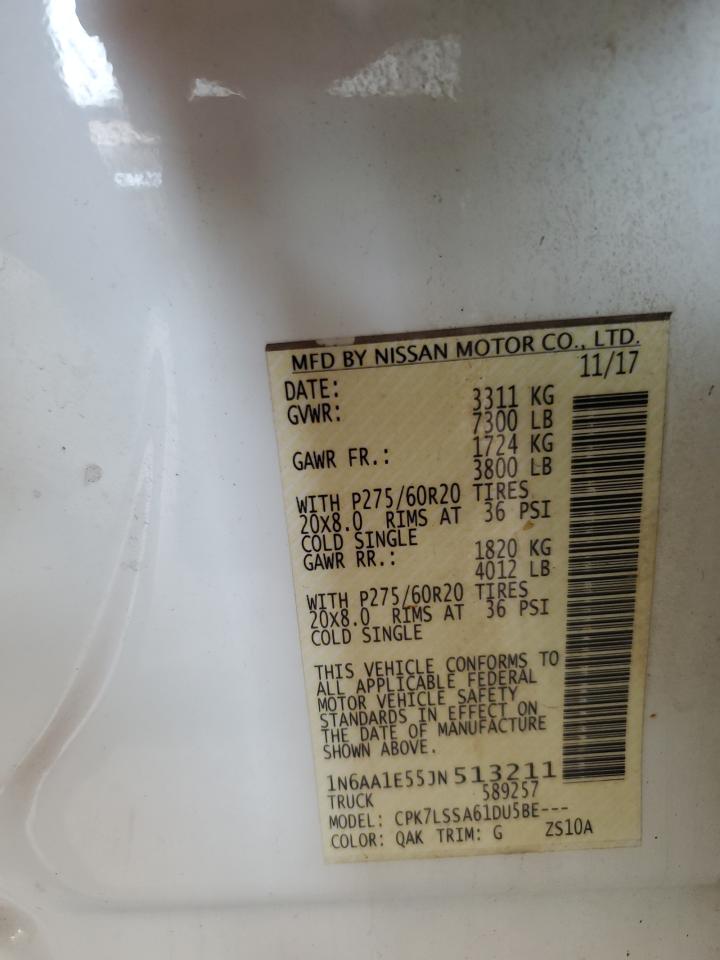 MFD BY NISSAN MOTOR CO., LTD.
DATE: 11/17
GVWR: 3311 KG
7300 LB
GAWR FR.: 1724 KG
3800 LB
WITH P275/60R20 TIRES
20X8.0 RIMS AT 36 PSI
COLD SINGLE
GAWR RR.: 1820 KG
4012 LB
WITH P275/60R20 TIRES
20X8.0 RIMS AT 36 PSI
COLD SINGLE
THIS VEHICLE CONFORMS TO
ALL APPLICABLE FEDERAL
MOTOR VEHICLE SAFETY
STANDARDS IN EFFECT ON
THE DATE OF MANUFACTURE
SHOWN ABOVE.
1N6AA1E55JN513211
TRUCK 589257
MODEL: CPK7LSSA61DU5BE---
COLOR: QAK TRIM: G ZS10A